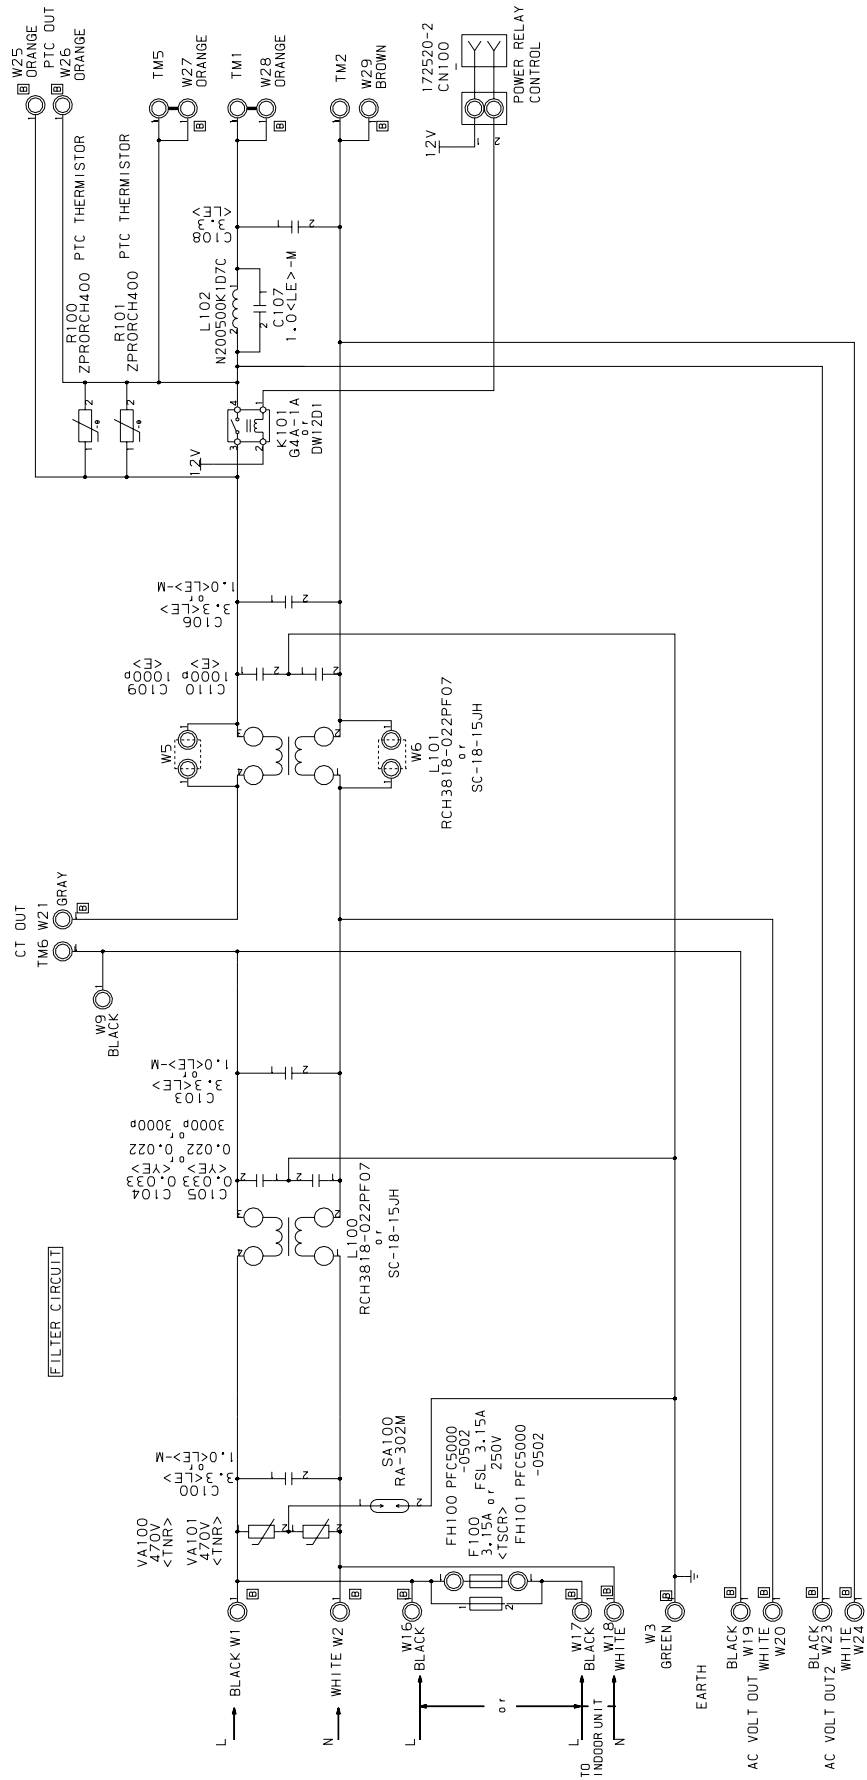 W25
ORANGE
PTC OUT
W26
ORANGE
B
B
TM5
W27
ORANGE
B
TM1
W28
ORANGE
B
TM2
W29
BROWN
B
172520-2
CN100
POWER RELAY
CONTROL
12V
1
2
R100
ZPRORCH400 PTC THERMISTOR
R101
ZPRORCH400 PTC THERMISTOR
C108
3.3
<LE>
L102
N200500K1D7C
C107
1.0<LE>-M
K101
G4A-1A
or
DW12D1
12V
C106
3.3<LE>
or
1.0<LE>-M
C109
1000p
<E>
C110
1000p
<E>
W5
W6
L101
RCH3818-022PF07
or
SC-18-15JH
CT OUT
TM6
W21
GRAY
B
W9
BLACK
C103
3.3<LE>
or
1.0<LE>-M
C104
0.033
<YE>
or
0.022
or
3000p
C105
0.033
<YE>
0.022
3000p
L100
RCH3818-022PF07
or
SC-18-15JH
FILTER CIRCUIT
C100
3.3<LE>
or
1.0<LE>-M
VA100
470V
<TNR>
VA101
470V
<TNR>
SA100
RA-302M
FH100 PFC5000
-0502
F100
3.15A or FSL 3.15A
<TSCR> 250V
FH101 PFC5000
-0502
L
BLACK W1
B
N
WHITE W2
B
L
W16
BLACK
B
or
L
W17
BLACK
B
TO
INDOOR UNIT
N
W18
WHITE
B
W3
GREEN
B
EARTH
AC VOLT OUT
BLACK
W19
B
WHITE
W20
B
AC VOLT OUT2
BLACK
W23
B
WHITE
W24
B